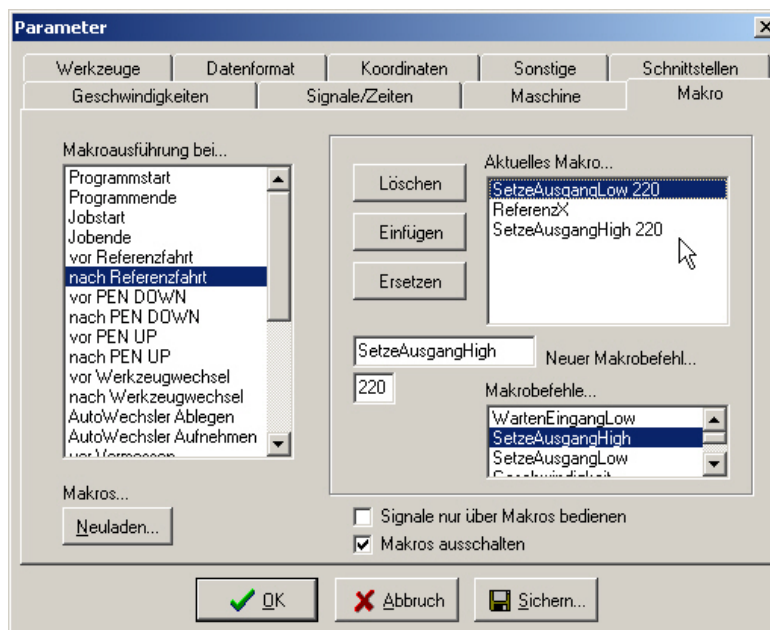 Parameter
Werkzeuge
Datenformat
Koordinaten
Sonstige
Schnittstellen
Geschwindigkeiten
Signale/Zeiten
Maschine
Makro
Makroausführung bei...
Programmstart
Programmende
Jobstart
Jobende
vor Referenzfahrt
nach Referenzfahrt
vor PEN DOWN
nach PEN DOWN
vor PEN UP
nach PEN UP
vor Werkzeugwechsel
nach Werkzeugwechsel
AutoWechsler Ablegen
AutoWechsler Aufnehmen
vor Vermessen
Makros...
Neuladen...
Löschen
Einfügen
Ersetzen
Aktuelles Makro...
SetzeAusgangLow 220
ReferenzX
SetzeAusgangHigh 220
SetzeAusgangHigh
Neuer Makrobefehl...
220
Makrobefehle...
WartenEingangLow
SetzeAusgangHigh
SetzeAusgangLow
Geschwindigkeit
Signale nur über Makros bedienen
Makros ausschalten
OK
Abbruch
Sichern...